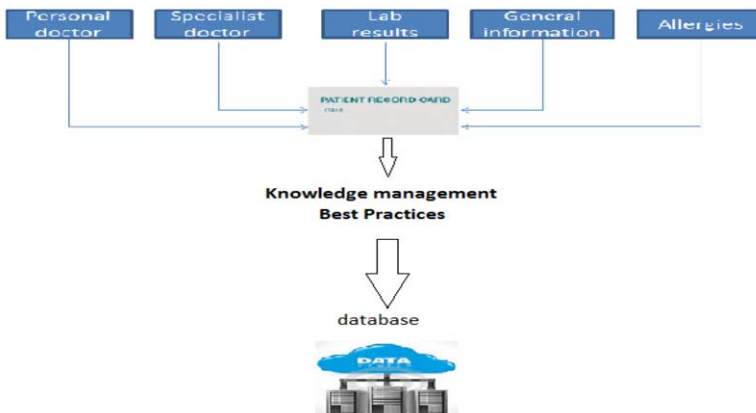 Personal
doctor
Specialist
doctor
Lab
results
General
information
Allergies
PATIENT RECORD CARD
Knowledge management
Best Practices
database
DATA